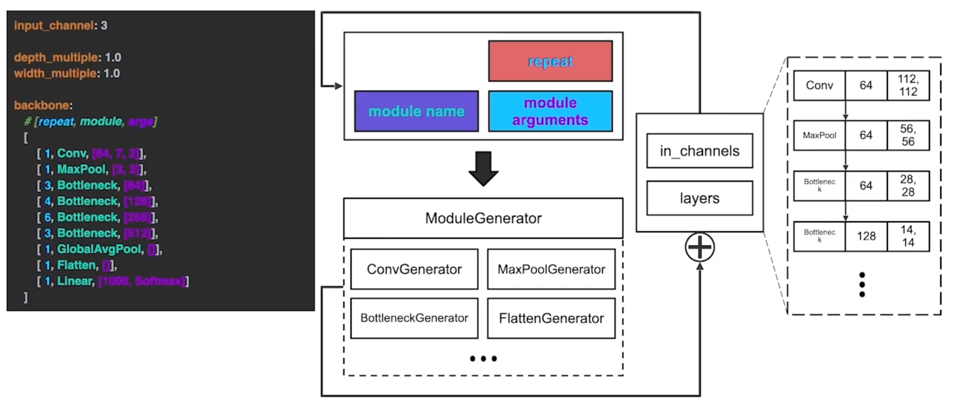 input_channel: 3
depth_multiple: 1.0
width_multiple: 1.0
backbone:
# [repeat, module, args]
[
[ 1, Conv, [64, 7, 2]],
[ 1, MaxPool, [3, 2]],
[ 3, Bottleneck, [64]],
[ 4, Bottleneck, [128]],
[ 6, Bottleneck, [256]],
[ 3, Bottleneck, [512]],
[ 1, GlobalAvgPool, []],
[ 1, Flatten, []],
[ 1, Linear, [1000, Softmax]]
]
repeat
module name
module
arguments
ModuleGenerator
ConvGenerator
MaxPoolGenerator
BottleneckGenerator
FlattenGenerator
in_channels
layers
Conv 64 112,
112
MaxPool 64 56,
56
Bottlenec
k 64 28,
28
Bottlenec
k 128 14,
14